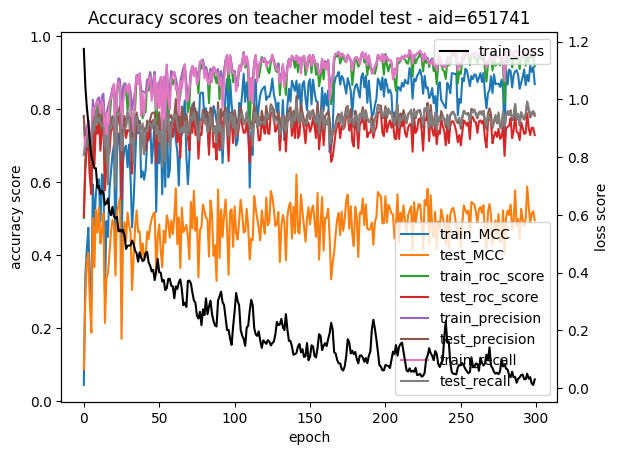 Accuracy scores on teacher model test - aid=651741
train_loss
1.0
0.8
0.6
0.4
0.2
0.0
accuracy score
1.2
1.0
0.8
0.6
0.4
0.2
0.0
loss score
train_MCC
test_MCC
train_roc_score
test_roc_score
train_precision
test_precision
train_recall
test_recall
0 50 100 150 200 250 300
epoch